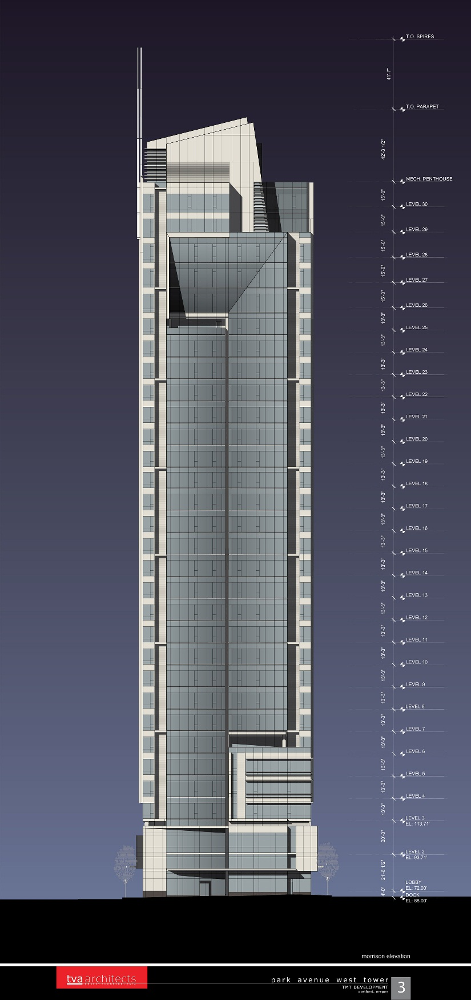 T.O. SPIRES
41'-7"
T.O. PARAPET
42'-3 1/2"
MECH. PENTHOUSE
15'-0"
LEVEL 30
15'-0"
LEVEL 29
15'-0"
LEVEL 28
15'-0"
LEVEL 27
15'-0"
LEVEL 26
13'-3"
LEVEL 25
13'-3"
LEVEL 24
13'-3"
LEVEL 23
13'-3"
LEVEL 22
13'-3"
LEVEL 21
13'-3"
LEVEL 20
13'-3"
LEVEL 19
13'-3"
LEVEL 18
13'-3"
LEVEL 17
13'-3"
LEVEL 16
13'-3"
LEVEL 15
13'-3"
LEVEL 14
13'-3"
LEVEL 13
13'-3"
LEVEL 12
13'-3"
LEVEL 11
13'-3"
LEVEL 10
13'-3"
LEVEL 9
13'-3"
LEVEL 8
13'-3"
LEVEL 7
13'-3"
LEVEL 6
13'-3"
LEVEL 5
13'-3"
LEVEL 4
13'-3"
LEVEL 3
EL: 113.71'
20'-0"
LEVEL 2
EL: 93.71'
21'-8 1/2"
LOBBY
EL: 72.00'
4'-0"
DOCK
EL: 68.00'
morrison elevation
tva architects
park avenue west tower
TMT DEVELOPMENT
portland, oregon
3